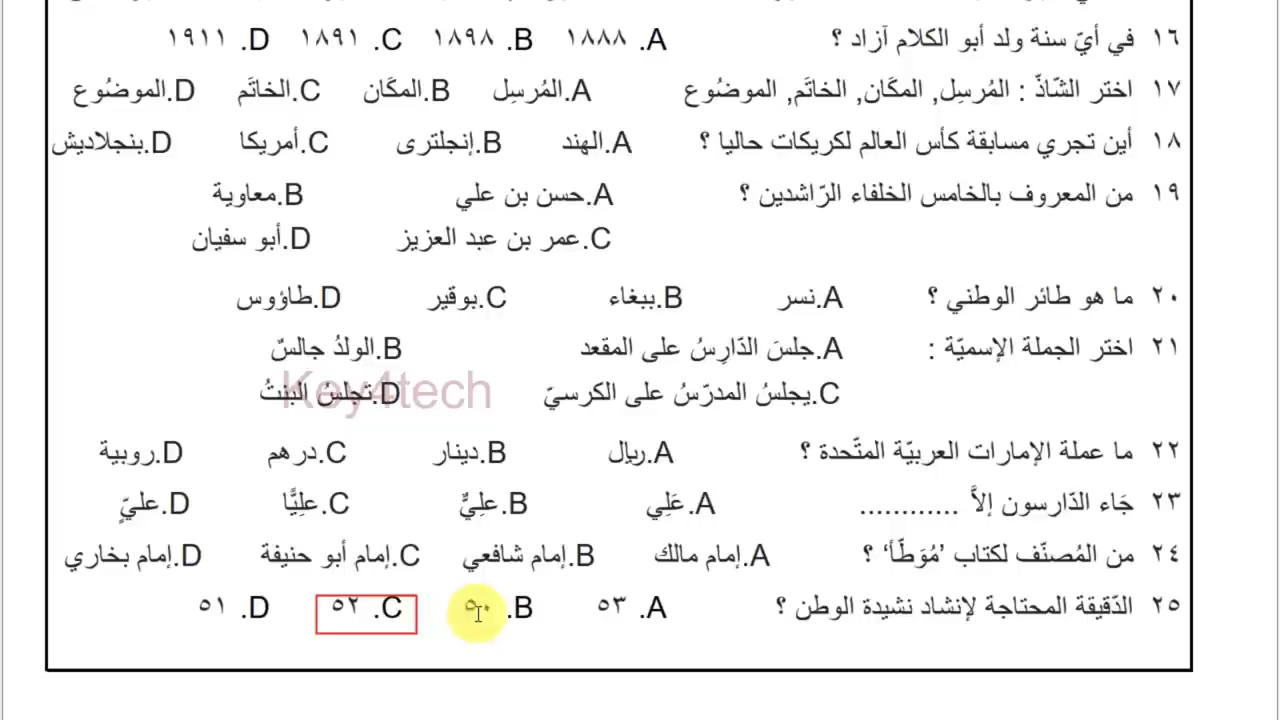 ١٦ في أيّ سنة ولد أبو الكلام آزاد ؟ A. ١٨٨٨ B. ١٨٩٨ C. ١٨٩١ D. ١٩١١
١٧ اختر الشّاذّ : المُرسِل, المكَان, الخاتَم, الموضُوع A.المُرسِل B.المكَان C.الخاتَم D.الموضُوع
١٨ أين تجري مسابقة كأس العالم لكريكات حاليا ؟ A.الهند B.إنجلترى C.أمريكا D.بنجلاديش
١٩ من المعروف بالخامس الخلفاء الرّاشدين ؟ A.حسن بن علي B.معاوية
C.عمر بن عبد العزيز D.أبو سفيان
٢٠ ما هو طائر الوطني ؟ A.نسر B.ببغاء C.بوقير D.طاؤوس
٢١ اختر الجملة الإسميّة : A.جلسَ الدّارِسُ على المقعد B.الولدُ جالسٌ
C.يجلسُ المدرّسُ على الكرسيّ D.تجلسُ البنتُ
Key4tech
٢٢ ما عملة الإمارات العربيّة المتّحدة ؟ A.ريال B.دينار C.درهم D.روبية
٢٣ جَاء الدّارسون إلاَّ ............ A.عَلِي B.علِيٌّ C.علِيًّا D.عليٍّ
٢٤ من المُصنّف لكتاب ’مُوَطّأ‘ ؟ A.إمام مالك B.إمام شافعي C.إمام أبو حنيفة D.إمام بخاري
٢٥ الدّقيقة المحتاجة لإنشاد نشيدة الوطن ؟ A. ٥٣ B. ٥٠ C. ٥٢ D. ٥١